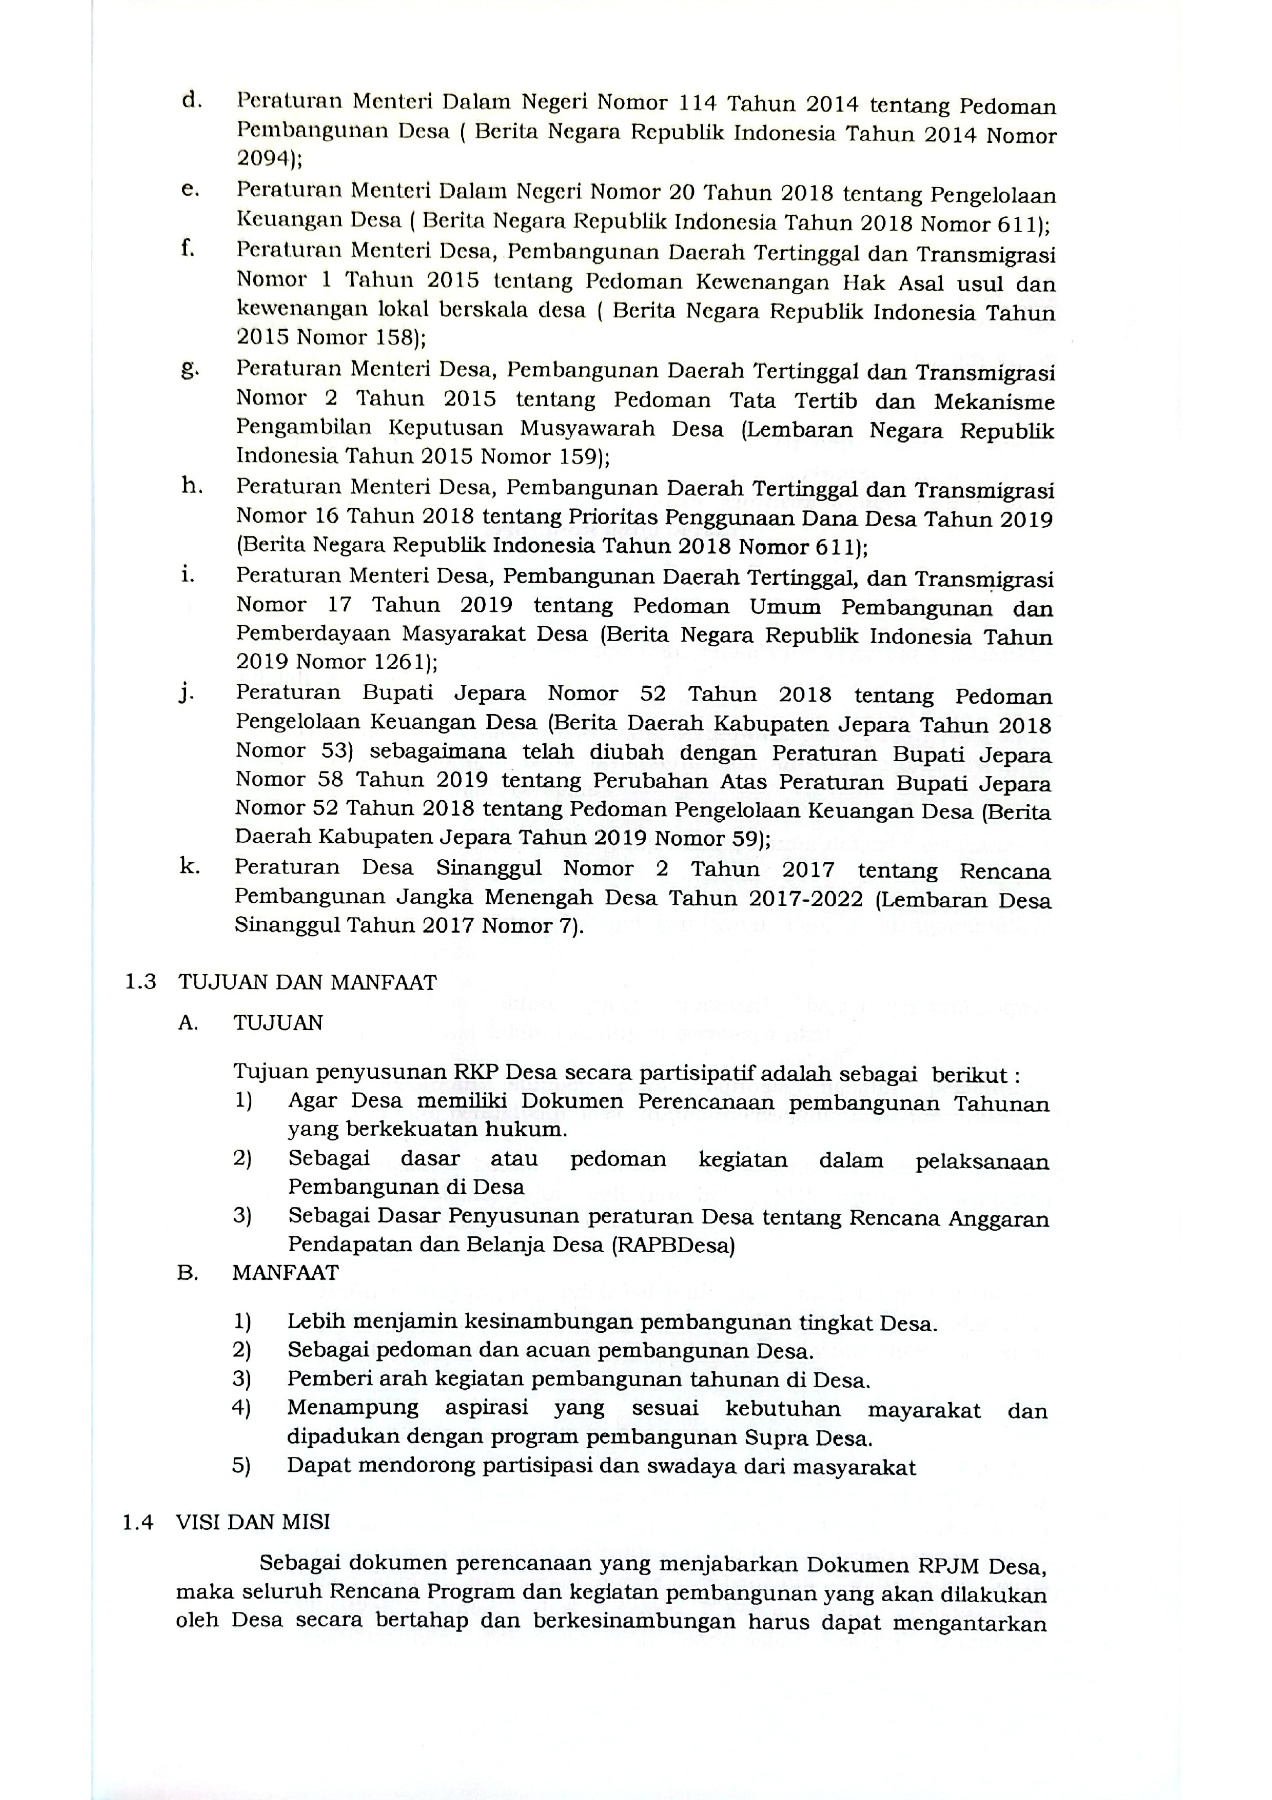 d. Peraturan Menteri Dalam Negeri Nomor 114 Tahun 2014 tentang Pedoman
Pembangunan Desa ( Berita Negara Republik Indonesia Tahun 2014 Nomor
2094);
e. Peraturan Menteri Dalam Negeri Nomor 20 Tahun 2018 tentang Pengelolaan
Keuangan Desa ( Berita Negara Republik Indonesia Tahun 2018 Nomor 611);
f. Peraturan Menteri Desa, Pembangunan Daerah Tertinggal dan Transmigrasi
Nomor 1 Tahun 2015 tentang Pedoman Kewenangan Hak Asal usul dan
kewenangan lokal berskala desa ( Berita Negara Republik Indonesia Tahun
2015 Nomor 158);
g. Peraturan Menteri Desa, Pembangunan Daerah Tertinggal dan Transmigrasi
Nomor 2 Tahun 2015 tentang Pedoman Tata Tertib dan Mekanisme
Pengambilan Keputusan Musyawarah Desa (Lembaran Negara Republik
Indonesia Tahun 2015 Nomor 159);
h. Peraturan Menteri Desa, Pembangunan Daerah Tertinggal dan Transmigrasi
Nomor 16 Tahun 2018 tentang Prioritas Penggunaan Dana Desa Tahun 2019
(Berita Negara Republik Indonesia Tahun 2018 Nomor 611);
i. Peraturan Menteri Desa, Pembangunan Daerah Tertinggal, dan Transmigrasi
Nomor 17 Tahun 2019 tentang Pedoman Umum Pembangunan dan
Pemberdayaan Masyarakat Desa (Berita Negara Republik Indonesia Tahun
2019 Nomor 1261);
j. Peraturan Bupati Jepara Nomor 52 Tahun 2018 tentang Pedoman
Pengelolaan Keuangan Desa (Berita Daerah Kabupaten Jepara Tahun 2018
Nomor 53) sebagaimana telah diubah dengan Peraturan Bupati Jepara
Nomor 58 Tahun 2019 tentang Perubahan Atas Peraturan Bupati Jepara
Nomor 52 Tahun 2018 tentang Pedoman Pengelolaan Keuangan Desa (Berita
Daerah Kabupaten Jepara Tahun 2019 Nomor 59);
k. Peraturan Desa Sinanggul Nomor 2 Tahun 2017 tentang Rencana
Pembangunan Jangka Menengah Desa Tahun 2017-2022 (Lembaran Desa
Sinanggul Tahun 2017 Nomor 7).
1.3 TUJUAN DAN MANFAAT
A. TUJUAN
Tujuan penyusunan RKP Desa secara partisipatif adalah sebagai berikut :
1) Agar Desa memiliki Dokumen Perencanaan pembangunan Tahunan
yang berkekuatan hukum.
2) Sebagai dasar atau pedoman kegiatan dalam pelaksanaan
Pembangunan di Desa
3) Sebagai Dasar Penyusunan peraturan Desa tentang Rencana Anggaran
Pendapatan dan Belanja Desa (RAPBDesa)
B. MANFAAT
1) Lebih menjamin kesinambungan pembangunan tingkat Desa.
2) Sebagai pedoman dan acuan pembangunan Desa.
3) Pemberi arah kegiatan pembangunan tahunan di Desa.
4) Menampung aspirasi yang sesuai kebutuhan mayarakat dan
dipadukan dengan program pembangunan Supra Desa.
5) Dapat mendorong partisipasi dan swadaya dari masyarakat
1.4 VISI DAN MISI
Sebagai dokumen perencanaan yang menjabarkan Dokumen RPJM Desa,
maka seluruh Rencana Program dan kegiatan pembangunan yang akan dilakukan
oleh Desa secara bertahap dan berkesinambungan harus dapat mengantarkan